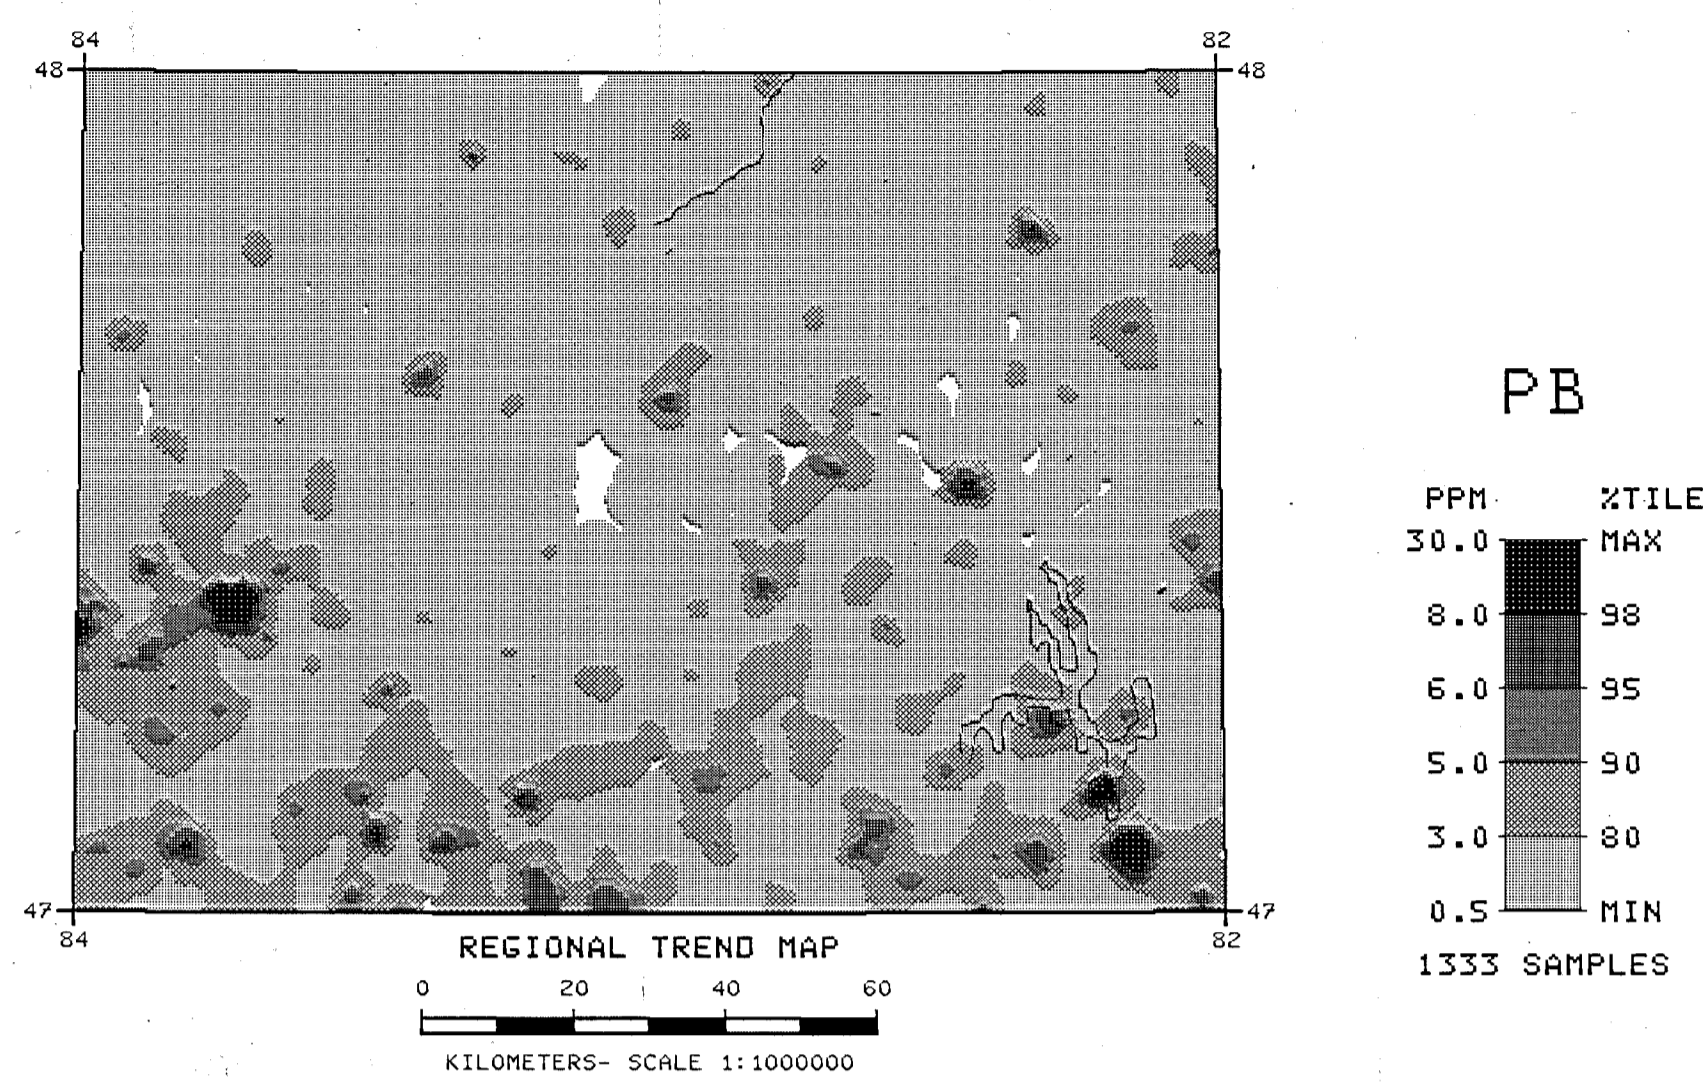 84 82
48 48
PB
PPM %TILE
30.0 MAX
8.0 98
6.0 95
5.0 90
3.0 80
0.5 MIN
1333 SAMPLES
47 47
84 82
REGIONAL TREND MAP
0 20 40 60
KILOMETERS- SCALE 1:1000000